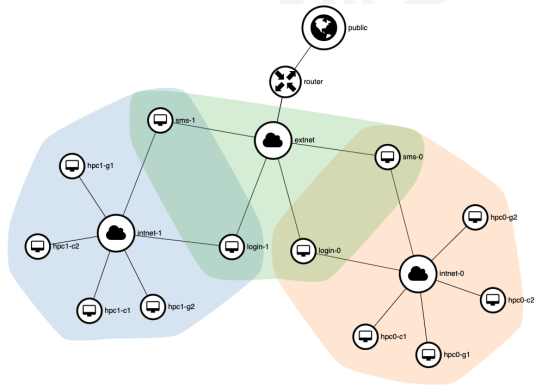 public
router
sms-1
extnet
sms-0
hpc1-g1
hpc0-g2
intnet-1
hpc1-c2
login-1
login-0
intnet-0
hpc0-c2
hpc1-g2
hpc1-c1
hpc0-c1
hpc0-g1